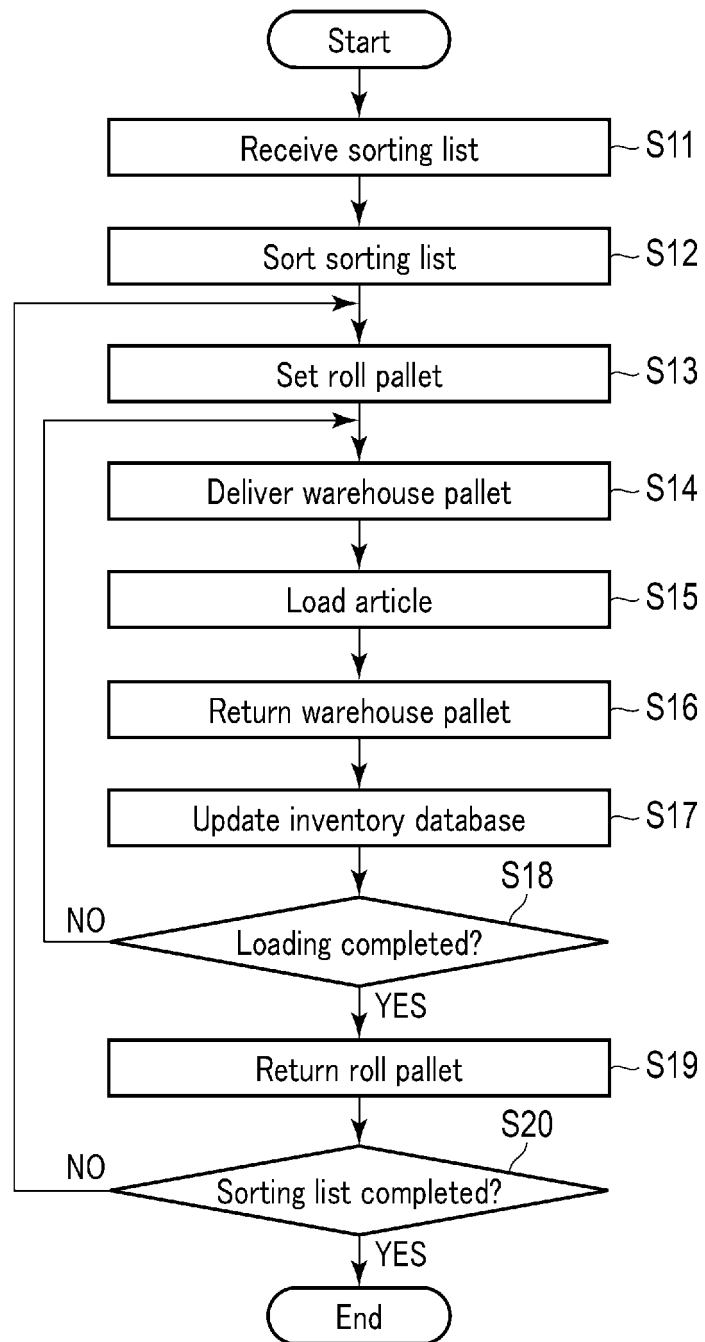 Start
Receive sorting list
S11
Sort sorting list
S12
Set roll pallet
S13
Deliver warehouse pallet
S14
Load article
S15
Return warehouse pallet
S16
Update inventory database
S17
S18
NO
Loading completed?
YES
Return roll pallet
S19
S20
NO
Sorting list completed?
YES
End